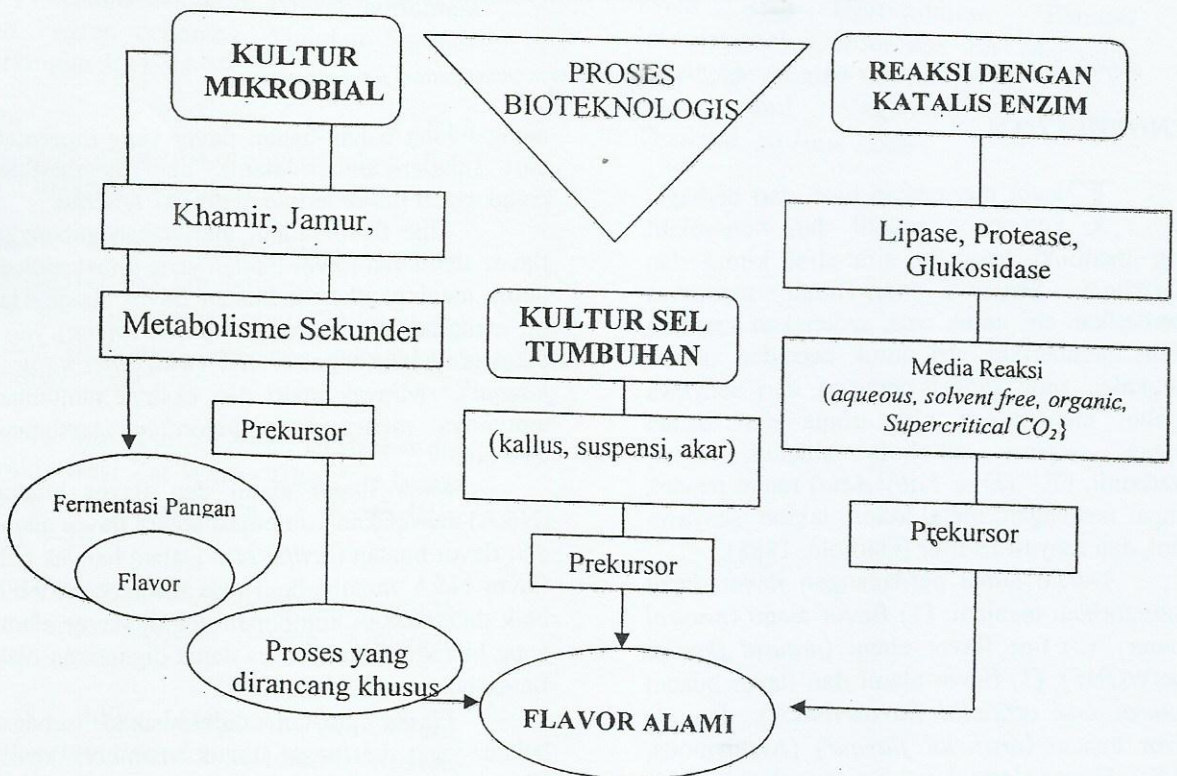 KULTUR
MIKROBIAL
PROSES
BIOTEKNOLOGIS
REAKSI DENGAN
KATALIS ENZIM
Khamir, Jamur,
Lipase, Protease,
Glukosidase
Metabolisme Sekunder
KULTUR SEL
TUMBUHAN
Media Reaksi
(aqueous, solvent free, organic,
Supercritical CO₂}
Prekursor
(kallus, suspensi, akar)
Fermentasi Pangan
Flavor
Prekursor
Prekursor
Proses yang
dirancang khusus
FLAVOR ALAMI